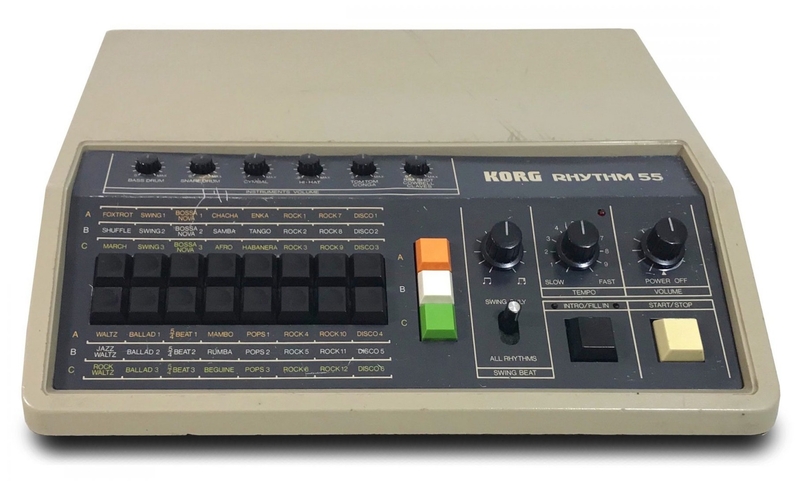 BASS DRUM SNARE DRUM CYMBAL HI-HAT TOM TOM CONGA RIM SHOT CLAVES
INSTRUMENTS VOLUME
KORG RHYTHM 55
A FOXTROT SWING 1 BOSSA NOVA 1 CHACHA ENKA ROCK 1 ROCK 7 DISCO 1
B SHUFFLE SWING 2 BOSSA NOVA 2 SAMBA TANGO ROCK 2 ROCK 8 DISCO 2
C MARCH SWING 3 BOSSA NOVA 3 AFRO HABANERA ROCK 3 ROCK 9 DISCO 3
A
B
C
A WALTZ BALLAD 1 BEAT 1 MAMBO POPS 1 ROCK 4 ROCK 10 DISCO 4
B JAZZ WALTZ BALLAD 2 BEAT 2 RUMBA POPS 2 ROCK 5 ROCK 11 DISCO 5
C ROCK WALTZ BALLAD 3 BEAT 3 BEGUINE POPS 3 ROCK 6 ROCK 12 DISCO 6
SWING
ALL RHYTHMS
SWING BEAT
SLOW FAST
TEMPO
POWER OFF
VOLUME
INTRO/FILL IN
START/STOP